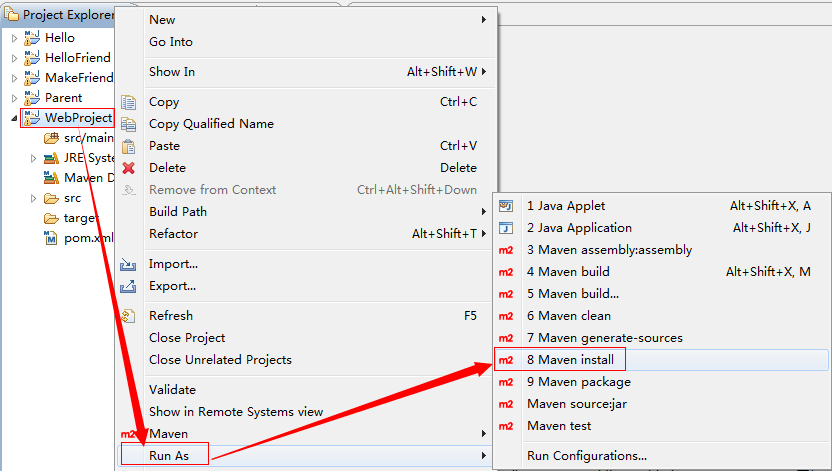 Project Explorer
Hello
HelloFriend
MakeFriend
Parent
WebProject
src/main
JRE Syste
Maven D
src
target
pom.xml
New
Go Into
Show In Alt+Shift+W
Copy Ctrl+C
Copy Qualified Name
Paste Ctrl+V
Delete Delete
Remove from Context Ctrl+Alt+Shift+Down
Build Path
Refactor Alt+Shift+T
Import...
Export...
Refresh F5
Close Project
Close Unrelated Projects
Validate
Show in Remote Systems view
m2 Maven
Run As
1 Java Applet Alt+Shift+X, A
2 Java Application Alt+Shift+X, J
m2 3 Maven assembly:assembly
m2 4 Maven build Alt+Shift+X, M
m2 5 Maven build...
m2 6 Maven clean
m2 7 Maven generate-sources
m2 8 Maven install
m2 9 Maven package
m2 Maven source:jar
m2 Maven test
Run Configurations...